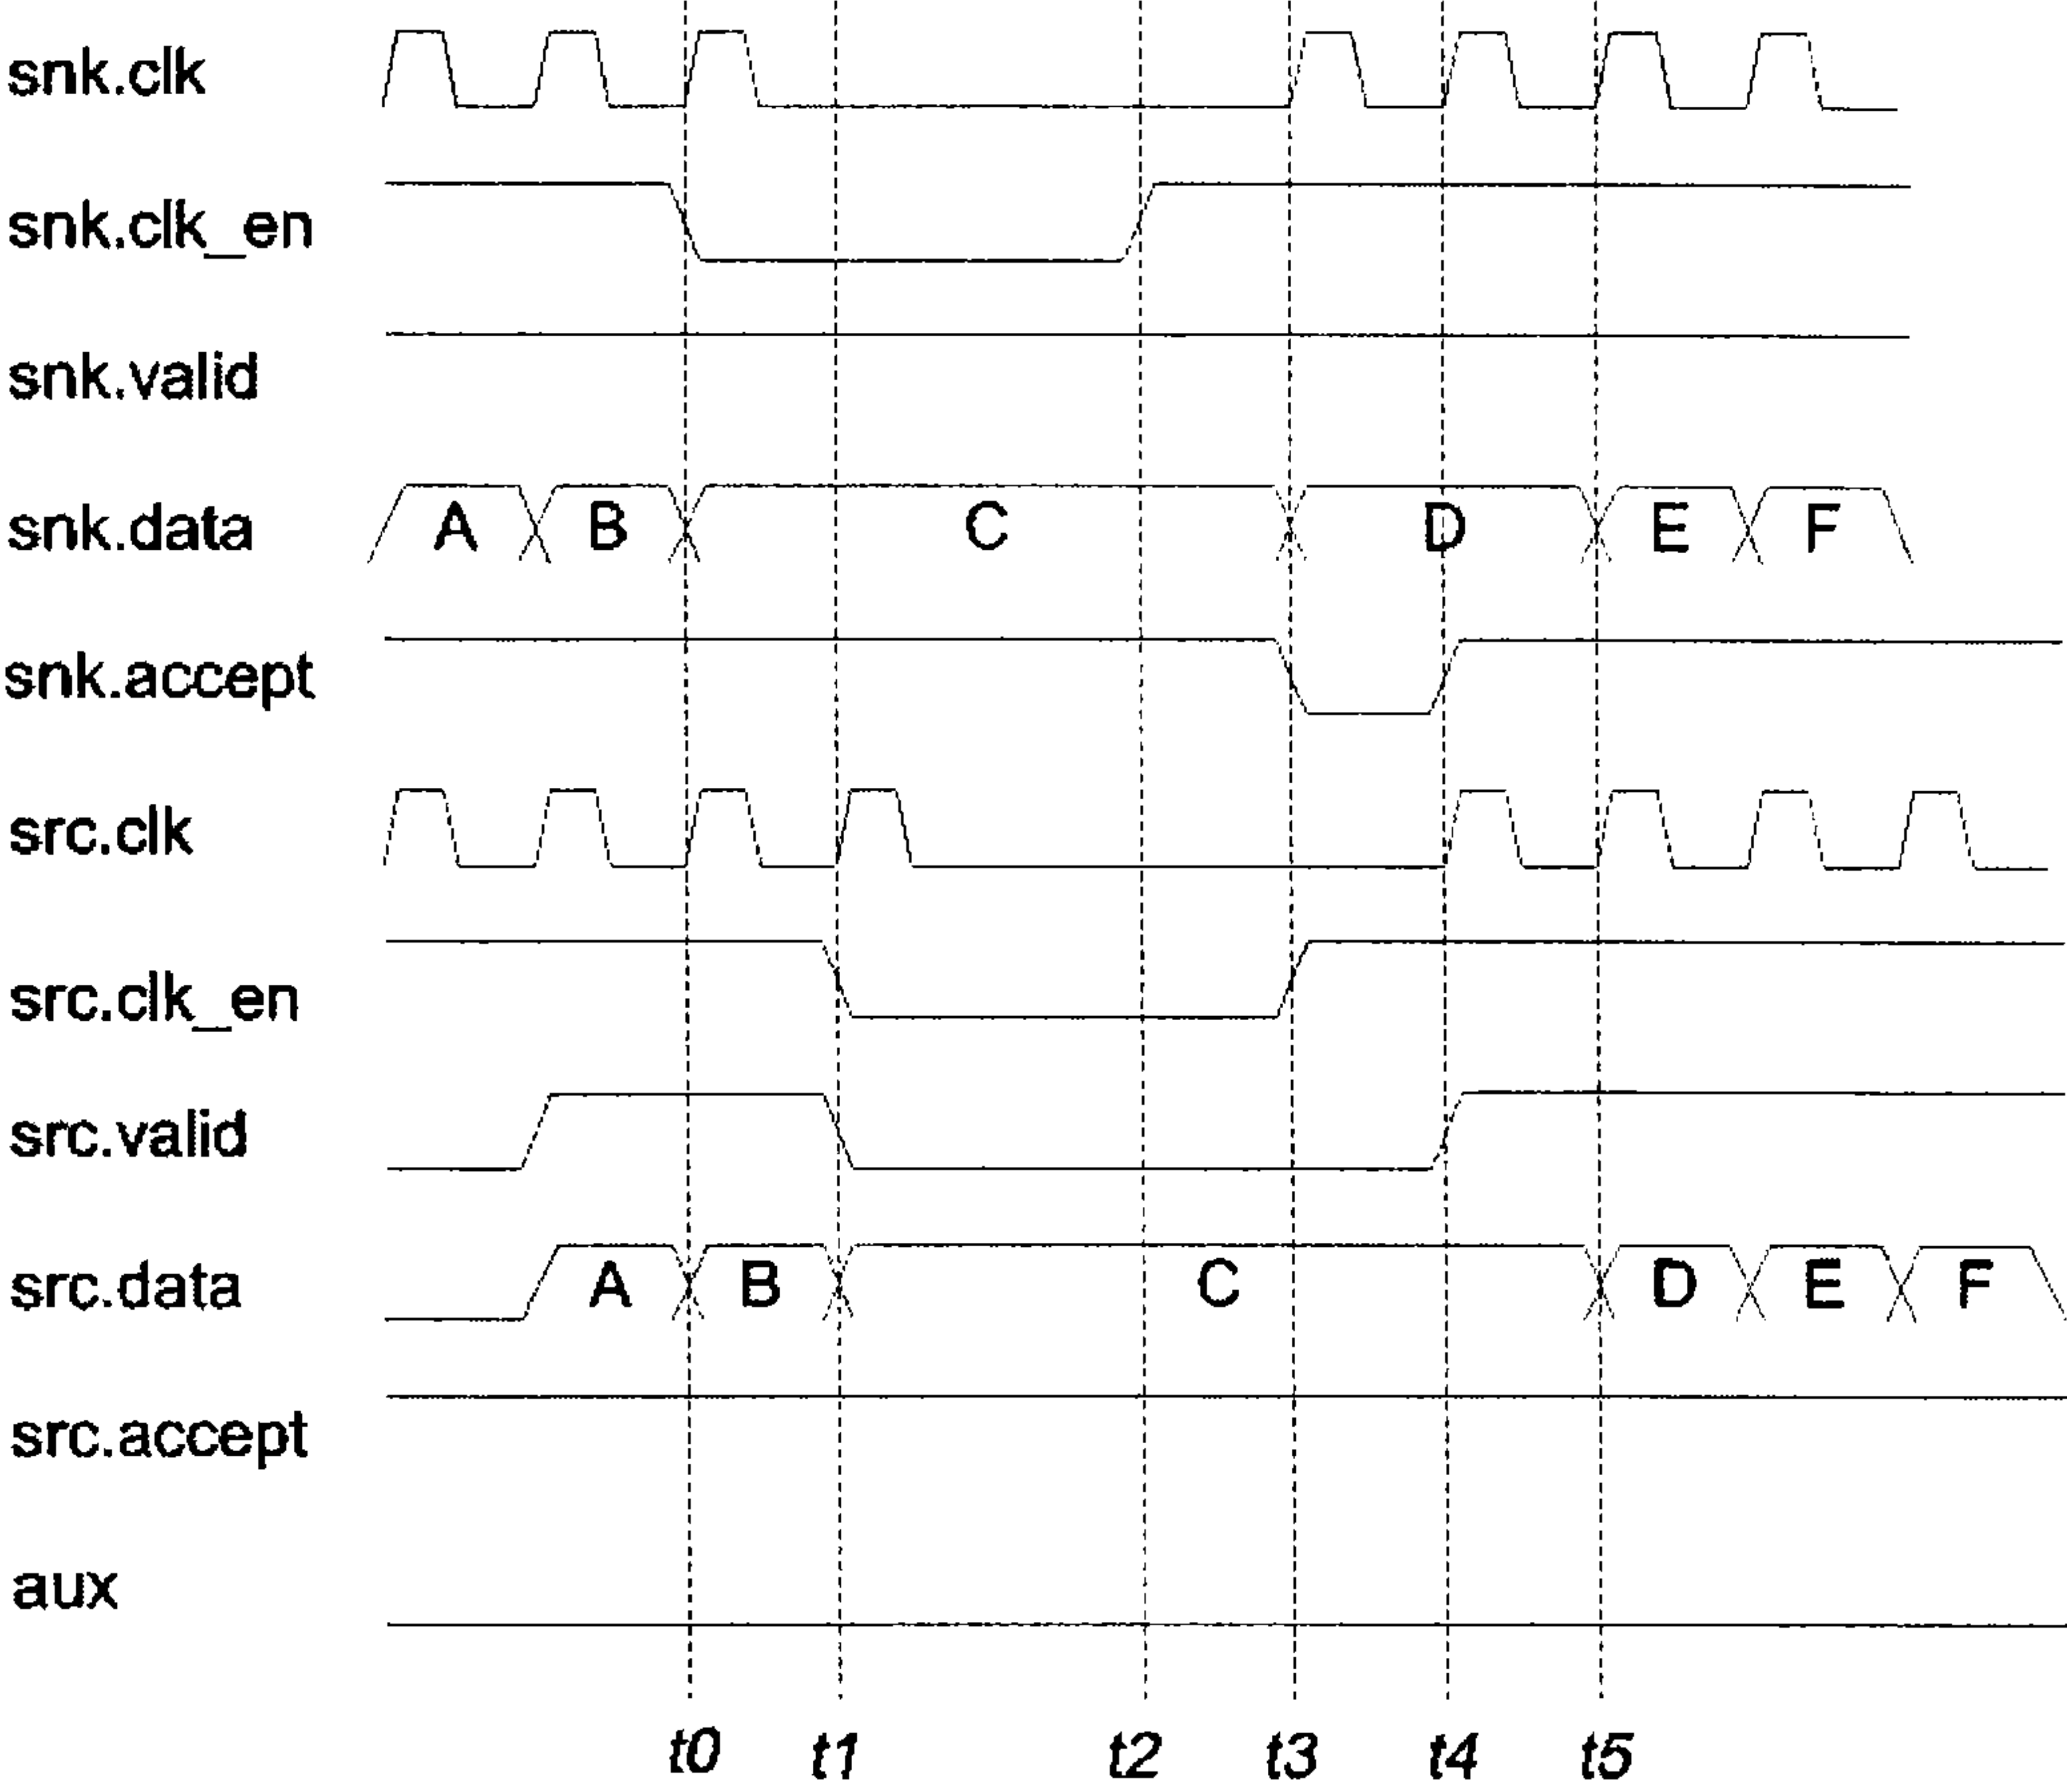 snk.clk
snk.clk_en
snk.valid
snk.data A B C D E F
snk.accept
src.clk
src.clk_en
src.valid
src.data A B C D E F
src.accept
aux
t0 t1 t2 t3 t4 t5